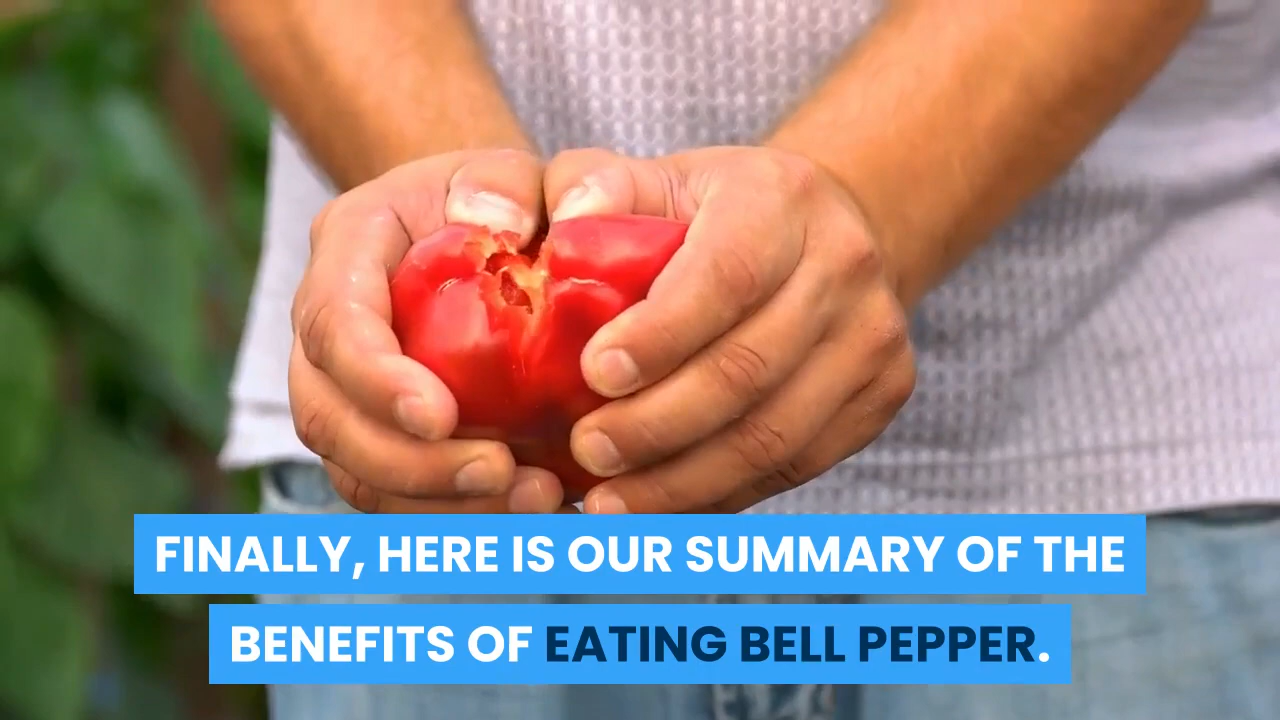 FINALLY, HERE IS OUR SUMMARY OF THE
BENEFITS OF EATING BELL PEPPER.